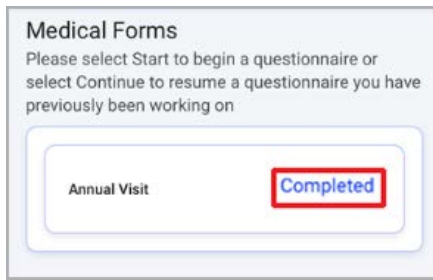 Medical Forms
Please select Start to begin a questionnaire or
select Continue to resume a questionnaire you have
previously been working on
Annual Visit Completed